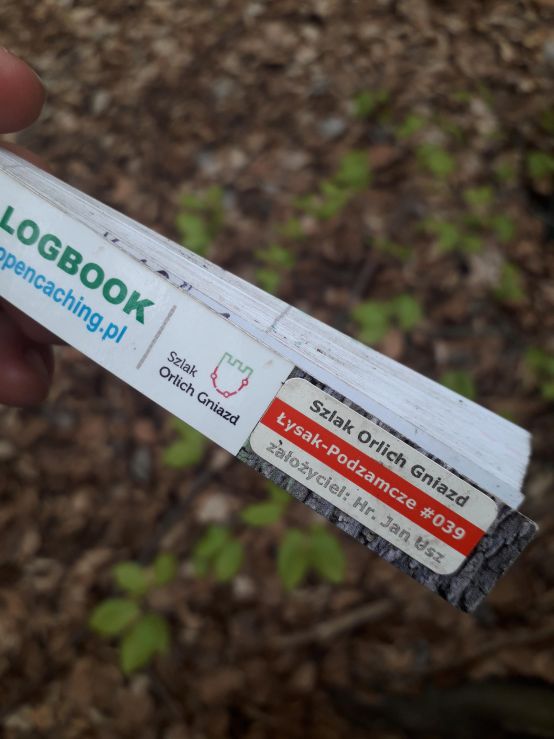 LOGBOOK
opencaching.pl
Szlak
Orlich Gniazd
Szlak Orlich Gniazd
Łysak-Podzamcze #039
założyciel: Hr. Jan Usz